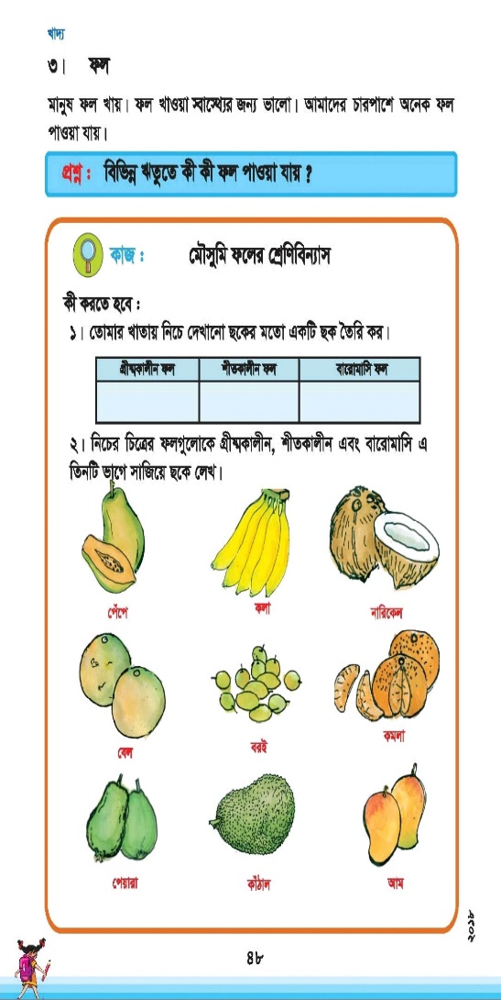 খাদ্য
৩। ফল
মানুষ ফল খায়। ফল খাওয়া স্বাস্থ্যের জন্য ভালো। আমাদের চারপাশে অনেক ফল
পাওয়া যায়।
প্রশ্ন : বিভিন্ন ঋতুতে কী কী ফল পাওয়া যায় ?
কাজ : মৌসুমি ফলের শ্রেণিবিন্যাস
কী করতে হবে :
১। তোমার খাতায় নিচে দেখানো ছকের মতো একটি ছক তৈরি কর।
গ্রীষ্মকালীন ফল শীতকালীন ফল বারোমাসি ফল
২। নিচের চিত্রের ফলগুলোকে গ্রীষ্মকালীন, শীতকালীন এবং বারোমাসি এ
তিনটি ভাগে সাজিয়ে ছকে লেখ।
পেঁপে কলা নারিকেল
বেল বরই কমলা
পেয়ারা কাঁঠাল আম
২০১৮
৪৮